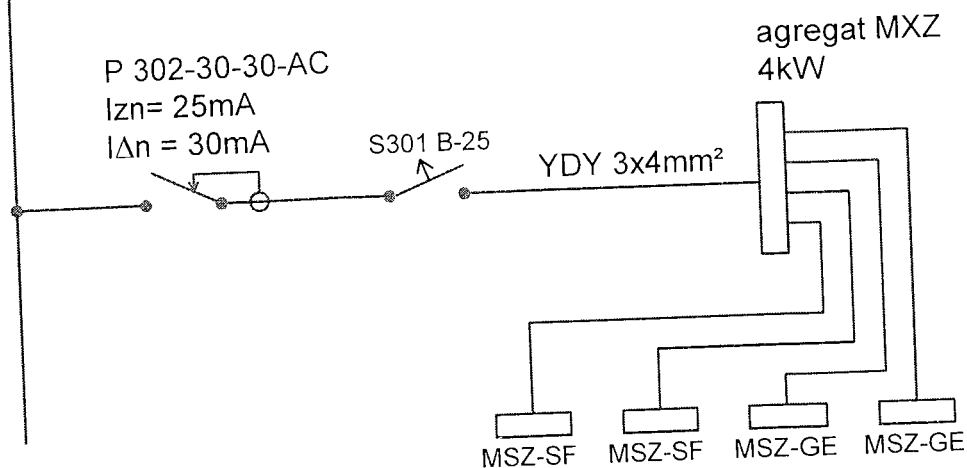 agregat MXZ
4kW
P 302-30-30-AC
Izn= 25mA
I∆n = 30mA
S301 B-25
YDY 3x4mm²
MSZ-SF
MSZ-SF
MSZ-GE
MSZ-GE